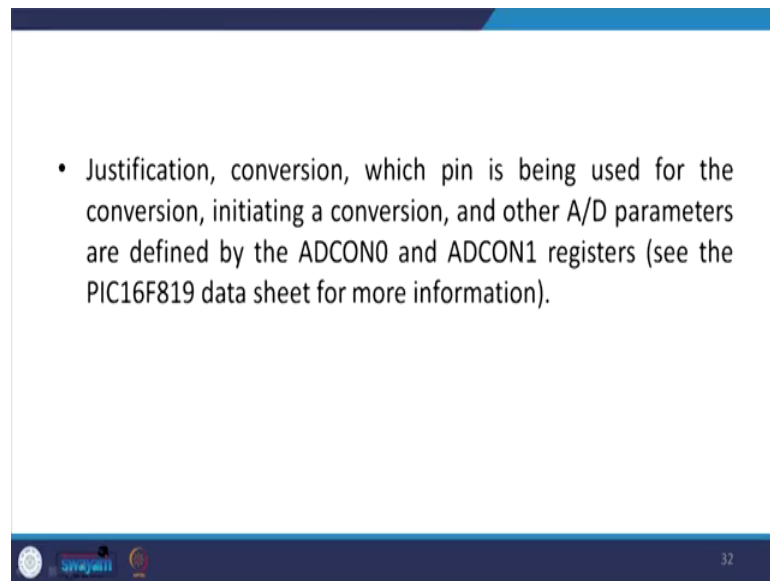 • Justification, conversion, which pin is being used for the
conversion, initiating a conversion, and other A/D parameters
are defined by the ADCON0 and ADCON1 registers (see the
PIC16F819 data sheet for more information).
swayam
32